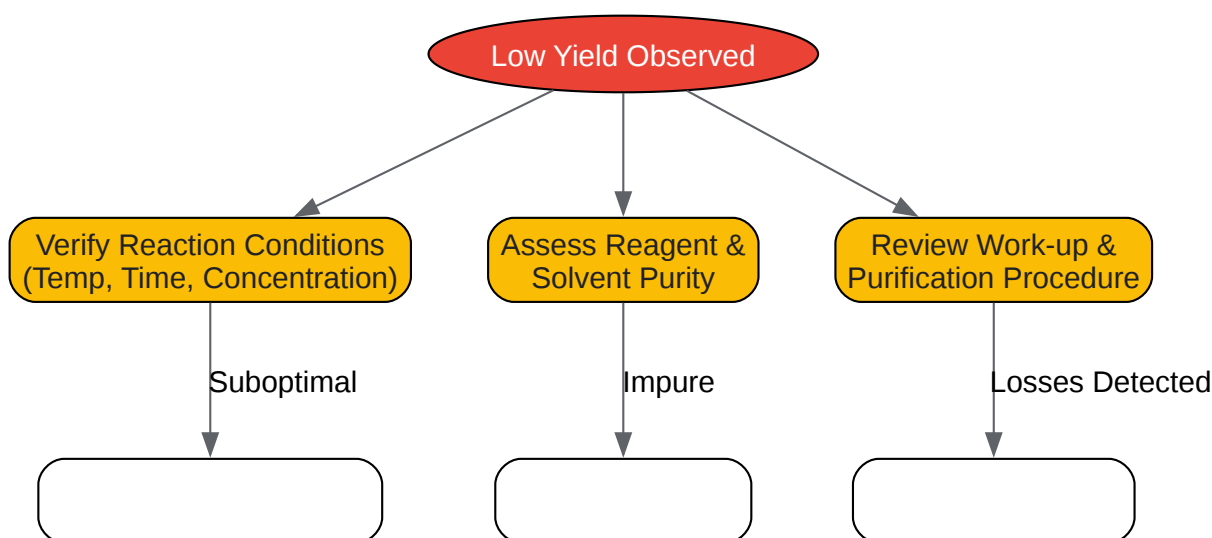 Low Yield Observed
Verify Reaction Conditions
(Temp, Time, Concentration)
Assess Reagent &
Solvent Purity
Review Work-up &
Purification Procedure
Suboptimal
Impure
Losses Detected